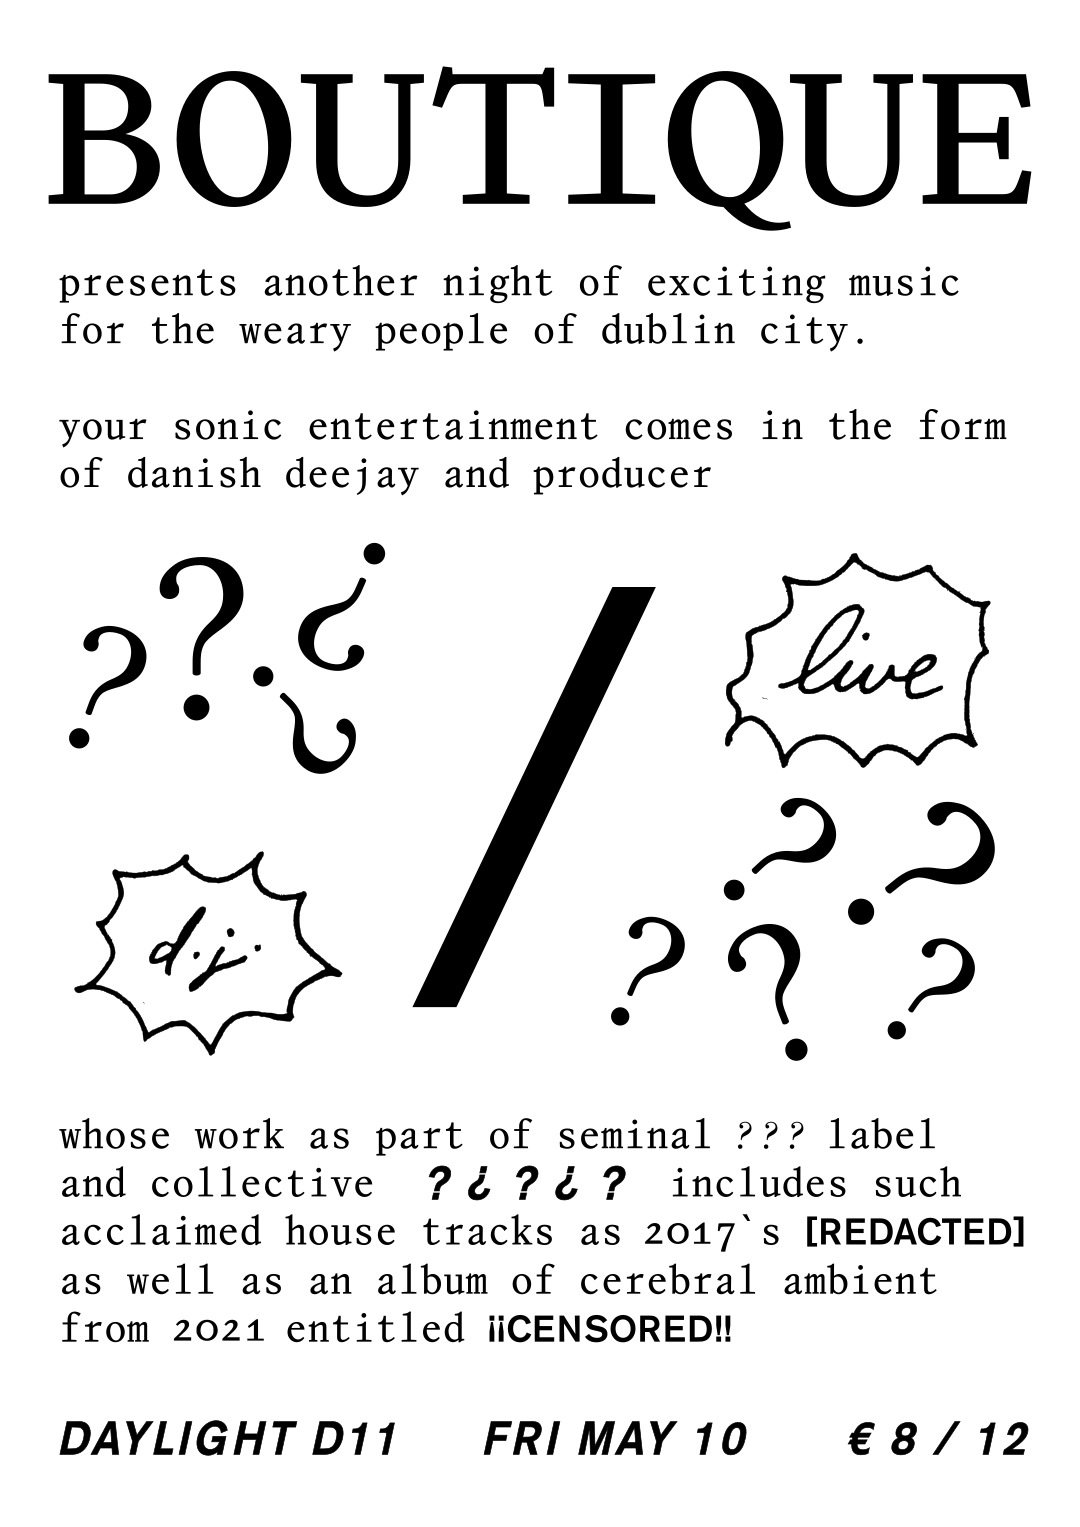 BOUTIQUE
presents another night of exciting music
for the weary people of dublin city.
your sonic entertainment comes in the form
of danish deejay and producer
? ? ¿ ¿ / live
d.j. ? ? ? ? ?
whose work as part of seminal ??? label
and collective ?¿?¿? includes such
acclaimed house tracks as 2017`s [REDACTED]
as well as an album of cerebral ambient
from 2021 entitled ¡¡CENSORED!!
DAYLIGHT D11 FRI MAY 10 € 8 / 12